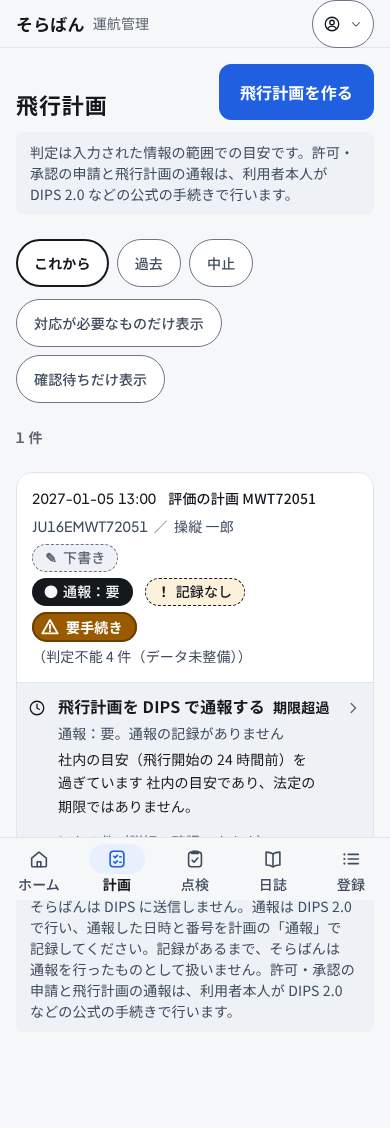 そらばん 運航管理
飛行計画
飛行計画を作る
判定は入力された情報の範囲での目安です。許可・
承認の申請と飛行計画の通報は、利用者本人が
DIPS 2.0 などの公式の手続きで行います。
これから 過去 中止
対応が必要なものだけ表示
確認待ちだけ表示
1 件
2027-01-05 13:00 評価の計画 MWT72051
JU16EMWT72051 ／ 操縦 一郎
✎ 下書き
● 通報：要 ！ 記録なし
⚠ 要手続き
（判定不能 4 件（データ未整備））
飛行計画を DIPS で通報する 期限超過
通報：要。通報の記録がありません
社内の目安（飛行開始の 24 時間前）を
過ぎています 社内の目安であり、法定の
期限ではありません。
ホーム 計画 点検 日誌 登録
そらばんは DIPS に送信しません。通報は DIPS 2.0
で行い、通報した日時と番号を計画の「通報」で
記録してください。記録があるまで、そらばんは
通報を行ったものとして扱いません。許可・承認の
申請と飛行計画の通報は、利用者本人が DIPS 2.0
などの公式の手続きで行います。